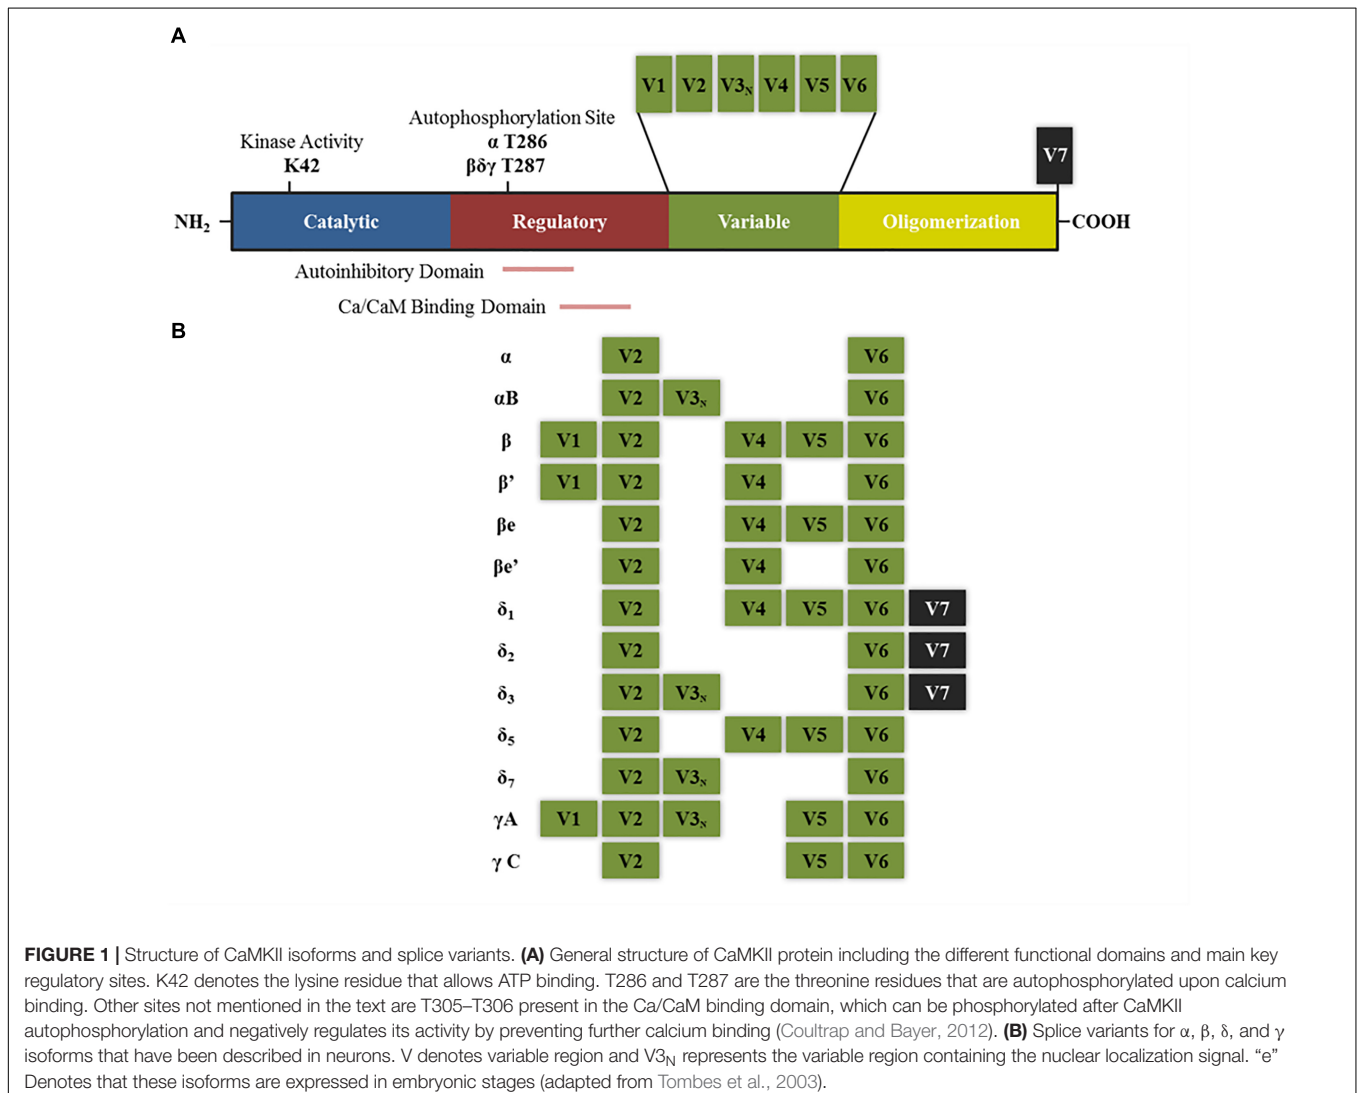 A
V1 V2 V3N V4 V5 V6
Autophosphorylation Site
Kinase Activity
α T286
K42
βδγ T287
V7
NH2
Catalytic
Regulatory
Variable
Oligomerization
COOH
Autoinhibitory Domain
Ca/CaM Binding Domain
B
α V2 V6
αB V2 V3N V6
β V1 V2 V4 V5 V6
β’ V1 V2 V4 V6
βe V2 V4 V5 V6
βe’ V2 V4 V6
δ1 V2 V4 V5 V6 V7
δ2 V2 V6 V7
δ3 V2 V3N V6 V7
δ5 V2 V4 V5 V6
δ7 V2 V3N V6
γA V1 V2 V3N V5 V6
γ C V2 V5 V6
FIGURE 1 | Structure of CaMKII isoforms and splice variants. (A) General structure of CaMKII protein including the different functional domains and main key
regulatory sites. K42 denotes the lysine residue that allows ATP binding. T286 and T287 are the threonine residues that are autophosphorylated upon calcium
binding. Other sites not mentioned in the text are T305–T306 present in the Ca/CaM binding domain, which can be phosphorylated after CaMKII
autophosphorylation and negatively regulates its activity by preventing further calcium binding (Coultrap and Bayer, 2012). (B) Splice variants for α, β, δ, and γ
isoforms that have been described in neurons. V denotes variable region and V3N represents the variable region containing the nuclear localization signal. “e”
Denotes that these isoforms are expressed in embryonic stages (adapted from Tombes et al., 2003).